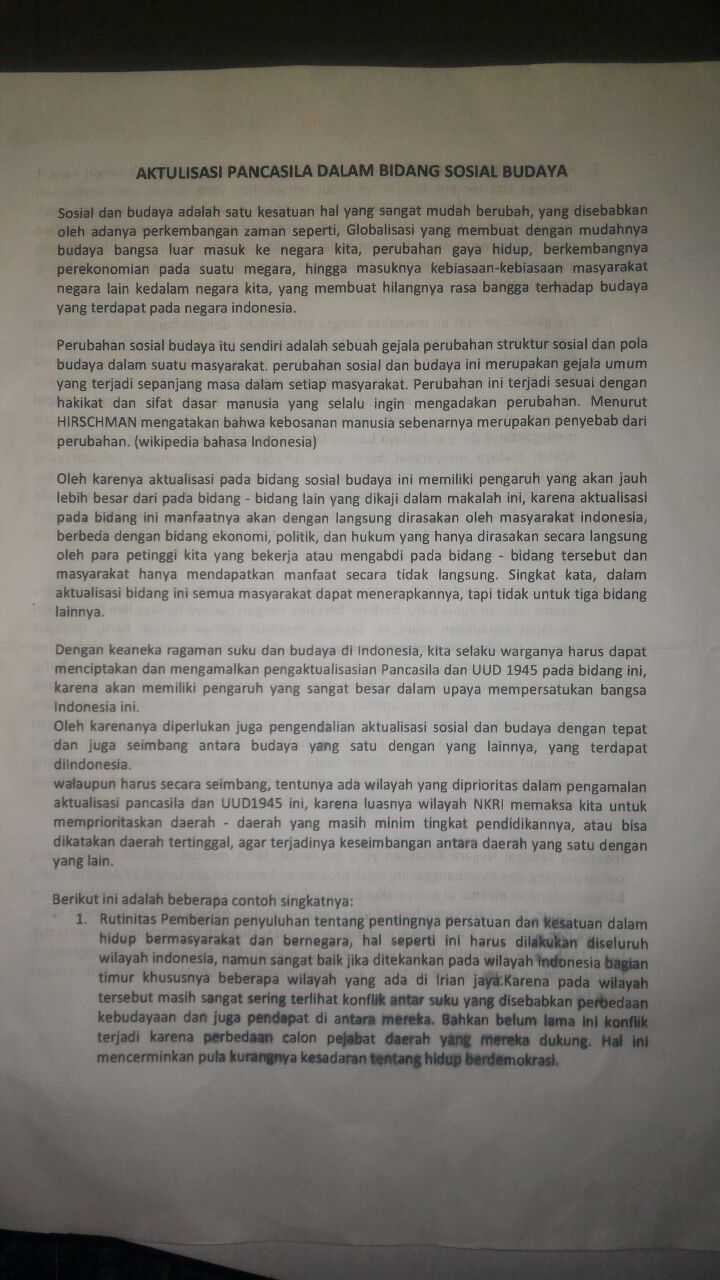 AKTULISASI PANCASILA DALAM BIDANG SOSIAL BUDAYA
Sosial dan budaya adalah satu kesatuan hal yang sangat mudah berubah, yang disebabkan
oleh adanya perkembangan zaman seperti, Globalisasi yang membuat dengan mudahnya
budaya bangsa luar masuk ke negara kita, perubahan gaya hidup, berkembangnya
perekonomian pada suatu megara, hingga masuknya kebiasaan-kebiasaan masyarakat
negara lain kedalam negara kita, yang membuat hilangnya rasa bangga terhadap budaya
yang terdapat pada negara indonesia.
Perubahan sosial budaya itu sendiri adalah sebuah gejala perubahan struktur sosial dan pola
budaya dalam suatu masyarakat. perubahan sosial dan budaya ini merupakan gejala umum
yang terjadi sepanjang masa dalam setiap masyarakat. Perubahan ini terjadi sesuai dengan
hakikat dan sifat dasar manusia yang selalu ingin mengadakan perubahan. Menurut
HIRSCHMAN mengatakan bahwa kebosanan manusia sebenarnya merupakan penyebab dari
perubahan. (wikipedia bahasa Indonesia)
Oleh karenya aktualisasi pada bidang sosial budaya ini memiliki pengaruh yang akan jauh
lebih besar dari pada bidang - bidang lain yang dikaji dalam makalah ini, karena aktualisasi
pada bidang ini manfaatnya akan dengan langsung dirasakan oleh masyarakat indonesia,
berbeda dengan bidang ekonomi, politik, dan hukum yang hanya dirasakan secara langsung
oleh para petinggi kita yang bekerja atau mengabdi pada bidang - bidang tersebut dan
masyarakat hanya mendapatkan manfaat secara tidak langsung. Singkat kata, dalam
aktualisasi bidang ini semua masyarakat dapat menerapkannya, tapi tidak untuk tiga bidang
lainnya.
Dengan keaneka ragaman suku dan budaya di Indonesia, kita selaku warganya harus dapat
menciptakan dan mengamalkan pengaktualisasian Pancasila dan UUD 1945 pada bidang ini,
karena akan memiliki pengaruh yang sangat besar dalam upaya mempersatukan bangsa
Indonesia ini.
Oleh karenanya diperlukan juga pengendalian aktualisasi sosial dan budaya dengan tepat
dan juga seimbang antara budaya yang satu dengan yang lainnya, yang terdapat
diIndonesia.
walaupun harus secara seimbang, tentunya ada wilayah yang diprioritas dalam pengamalan
aktualisasi pancasila dan UUD1945 ini, karena luasnya wilayah NKRI memaksa kita untuk
memprioritaskan daerah - daerah yang masih minim tingkat pendidikannya, atau bisa
dikatakan daerah tertinggal, agar terjadinya keseimbangan antara daerah yang satu dengan
yang lain.
Berikut ini adalah beberapa contoh singkatnya:
1. Rutinitas Pemberian penyuluhan tentang pentingnya persatuan dan kesatuan dalam
hidup bermasyarakat dan bernegara, hal seperti ini harus dilakukan diseluruh
wilayah indonesia, namun sangat baik jika ditekankan pada wilayah Indonesia bagian
timur khususnya beberapa wilayah yang ada di Irian jaya.Karena pada wilayah
tersebut masih sangat sering terlihat konflik antar suku yang disebabkan perbedaan
kebudayaan dan juga pendapat di antara mereka. Bahkan belum lama ini konflik
terjadi karena perbedaan calon pejabat daerah yang mereka dukung. Hal ini
mencerminkan pula kurangnya kesadaran tentang hidup berdemokrasi.